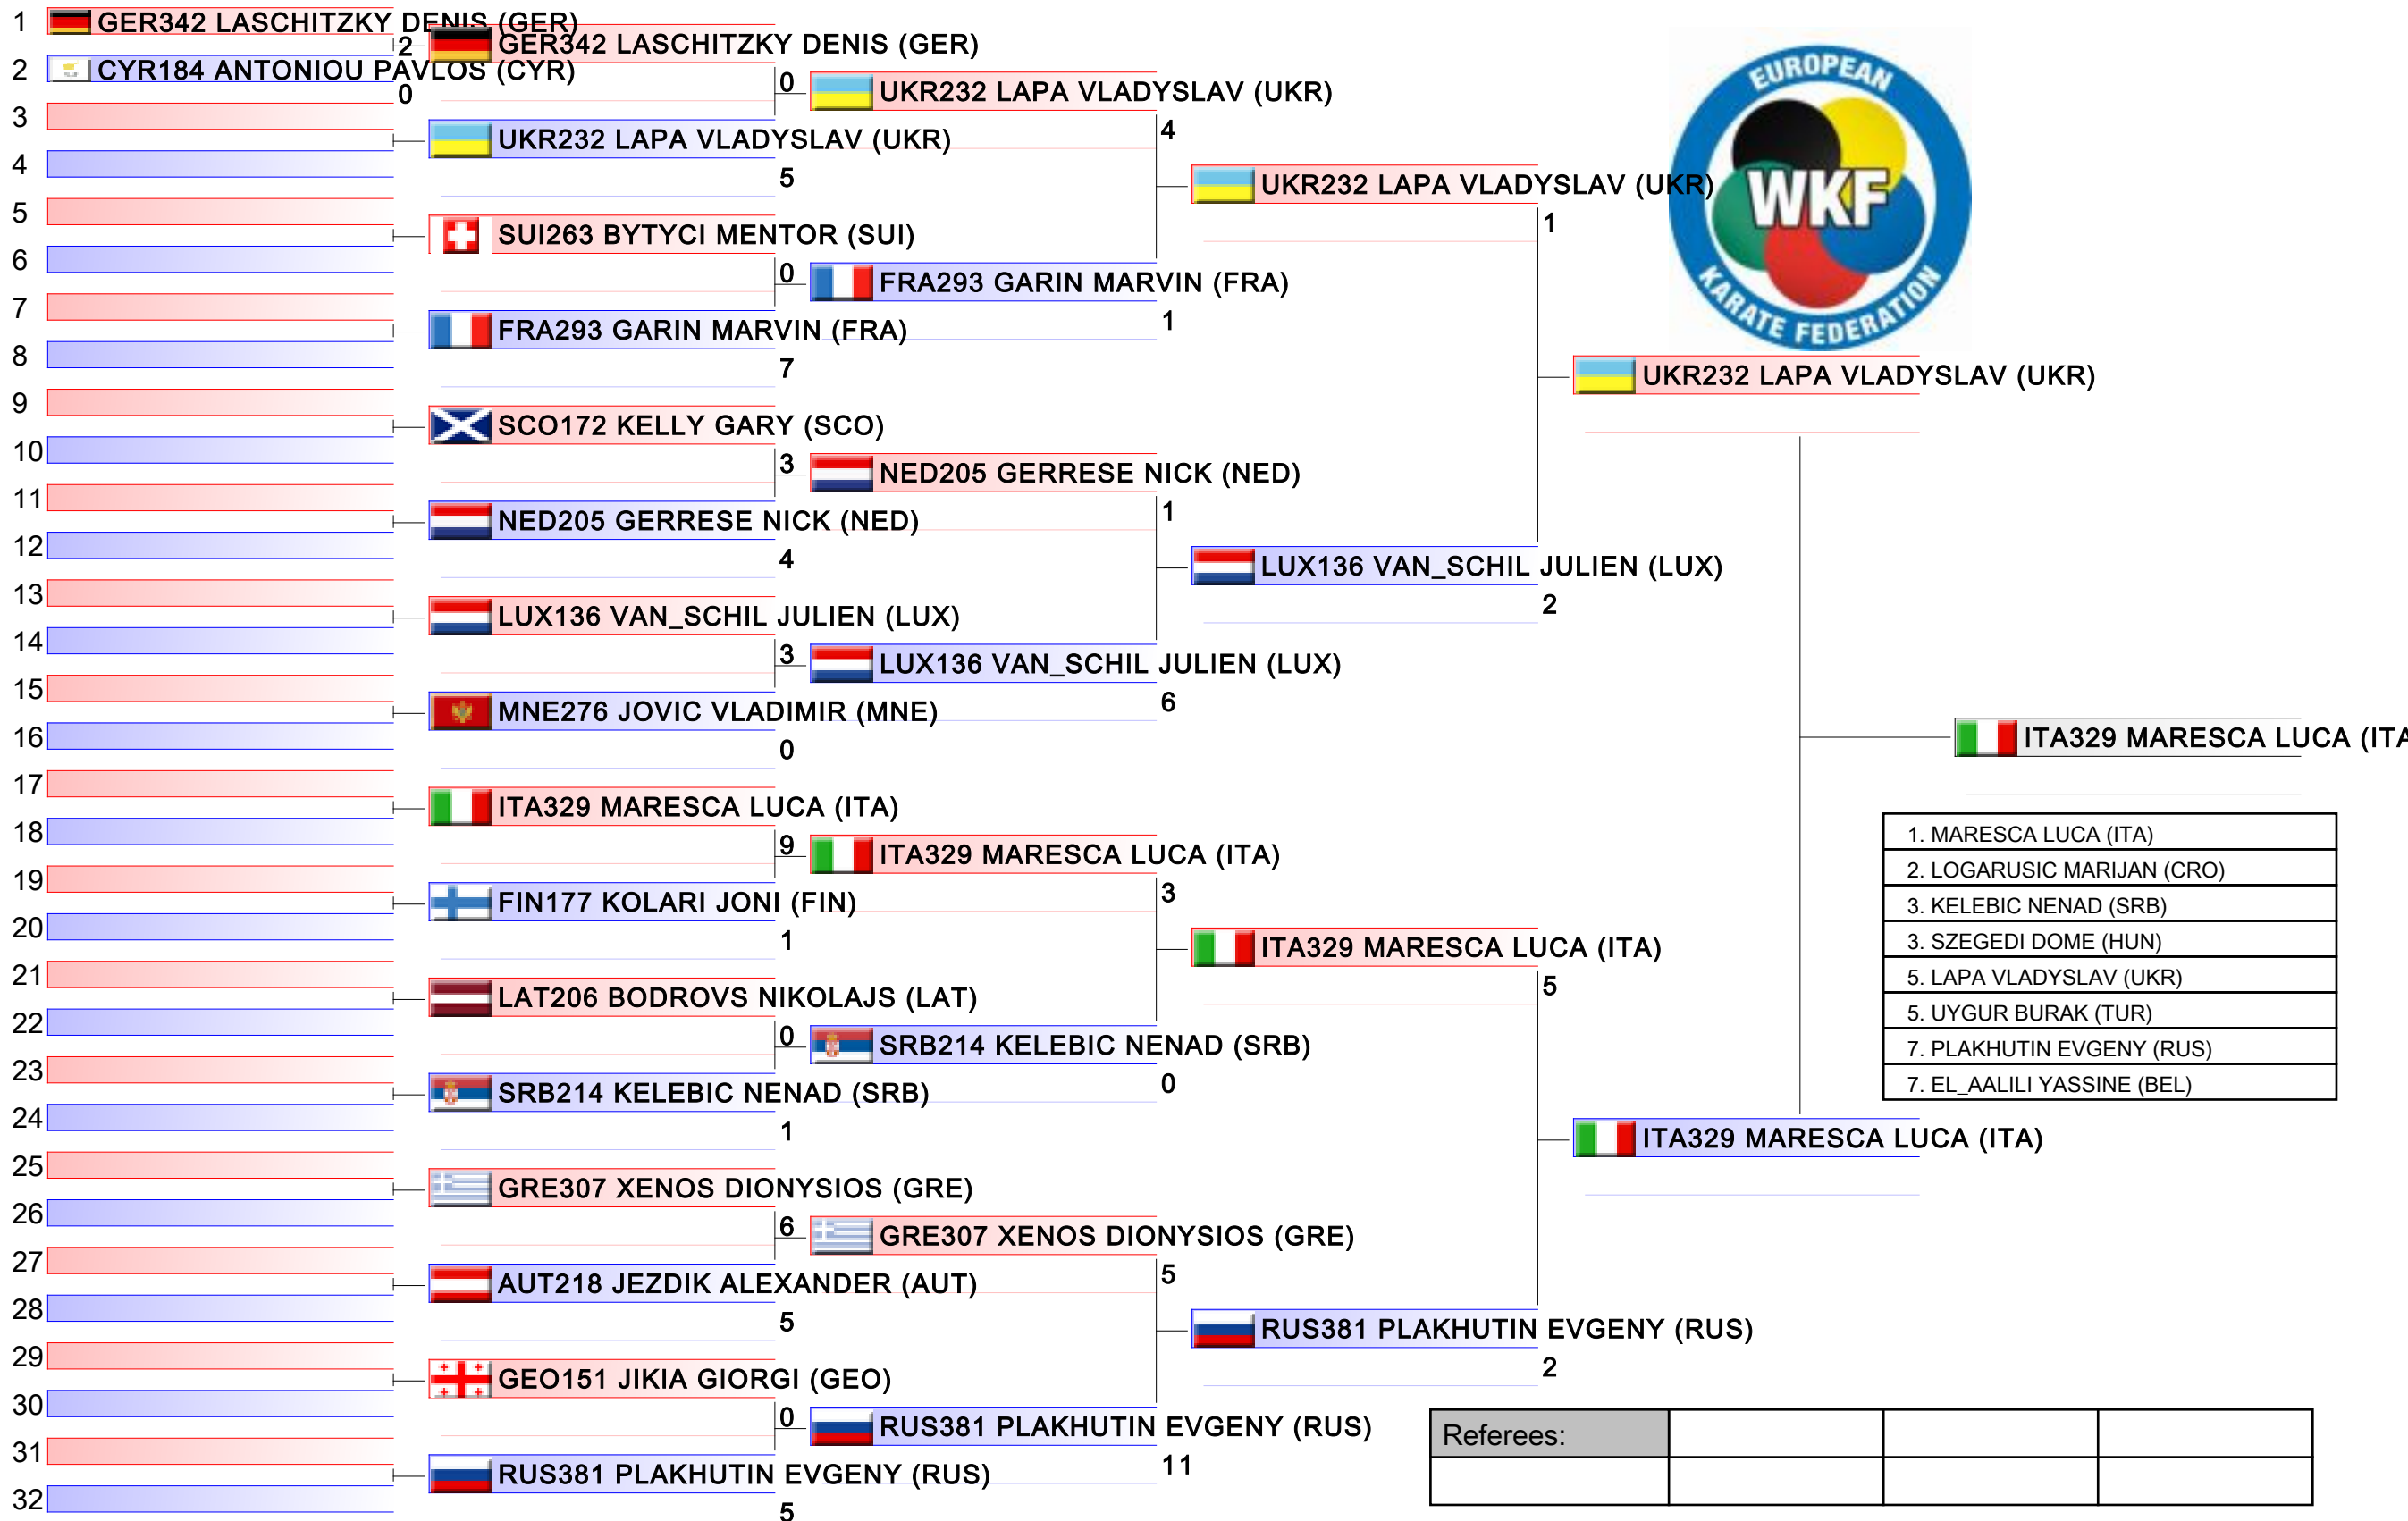 1 GER342 LASCHITZKY DENIS (GER)
2
2 CYR184 ANTONIOU PAVLOS (CYR)
0
3
4
5
6
7
8
9
10
11
12
13
14
15
16
17
18
19
20
21
22
23
24
25
26
27
28
29
30
31
32
GER342 LASCHITZKY DENIS (GER)
0
UKR232 LAPA VLADYSLAV (UKR)
5
SUI263 BYTYCI MENTOR (SUI)
0
FRA293 GARIN MARVIN (FRA)
7
SCO172 KELLY GARY (SCO)
3
NED205 GERRESE NICK (NED)
4
LUX136 VAN_SCHIL JULIEN (LUX)
3
MNE276 JOVIC VLADIMIR (MNE)
0
ITA329 MARESCA LUCA (ITA)
9
FIN177 KOLARI JONI (FIN)
1
LAT206 BODROVS NIKOLAJS (LAT)
0
SRB214 KELEBIC NENAD (SRB)
1
GRE307 XENOS DIONYSIOS (GRE)
6
AUT218 JEZDIK ALEXANDER (AUT)
5
GEO151 JIKIA GIORGI (GEO)
0
RUS381 PLAKHUTIN EVGENY (RUS)
5
UKR232 LAPA VLADYSLAV (UKR)
4
FRA293 GARIN MARVIN (FRA)
1
NED205 GERRESE NICK (NED)
1
LUX136 VAN_SCHIL JULIEN (LUX)
6
ITA329 MARESCA LUCA (ITA)
3
SRB214 KELEBIC NENAD (SRB)
0
GRE307 XENOS DIONYSIOS (GRE)
5
RUS381 PLAKHUTIN EVGENY (RUS)
11
UKR232 LAPA VLADYSLAV (UKR)
1
LUX136 VAN_SCHIL JULIEN (LUX)
2
ITA329 MARESCA LUCA (ITA)
5
RUS381 PLAKHUTIN EVGENY (RUS)
2
EUROPEAN
WKF
KARATE FEDERATION
UKR232 LAPA VLADYSLAV (UKR)
ITA329 MARESCA LUCA (ITA)
ITA329 MARESCA LUCA (ITA
1. MARESCA LUCA (ITA)
2. LOGARUSIC MARIJAN (CRO)
3. KELEBIC NENAD (SRB)
3. SZEGEDI DOME (HUN)
5. LAPA VLADYSLAV (UKR)
5. UYGUR BURAK (TUR)
7. PLAKHUTIN EVGENY (RUS)
7. EL_AALILI YASSINE (BEL)
Referees: